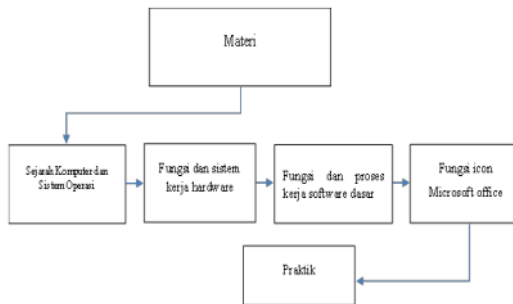 Materi
Sejarak Komputer dan
Sistem Operasi
Fungsi dan sistem
kerja hardware
Fungsi dan proses
kerja software dasar
Fungsi icon
Microsoft office
Praktik